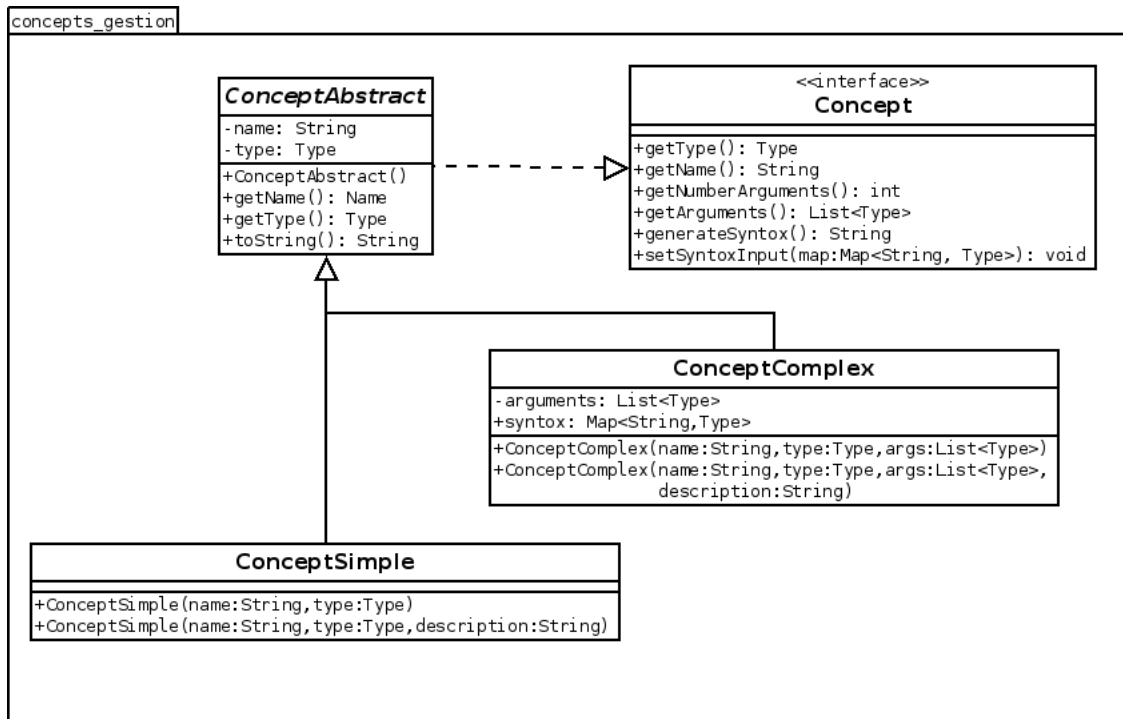 concepts_gestion
ConceptAbstract
-name: String
-type: Type
+ConceptAbstract()
+getName(): Name
+getType(): Type
+toString(): String
<<interface>>
Concept
+getType(): Type
+getName(): String
+getNumberArguments(): int
+getArguments(): List<Type>
+generateSyntox(): String
+setSyntoxInput(map:Map<String, Type>): void
ConceptComplex
-arguments: List<Type>
+syntox: Map<String,Type>
+ConceptComplex(name:String,type:Type,args:List<Type>)
+ConceptComplex(name:String,type:Type,args:List<Type>,
description:String)
ConceptSimple
+ConceptSimple(name:String,type:Type)
+ConceptSimple(name:String,type:Type,description:String)